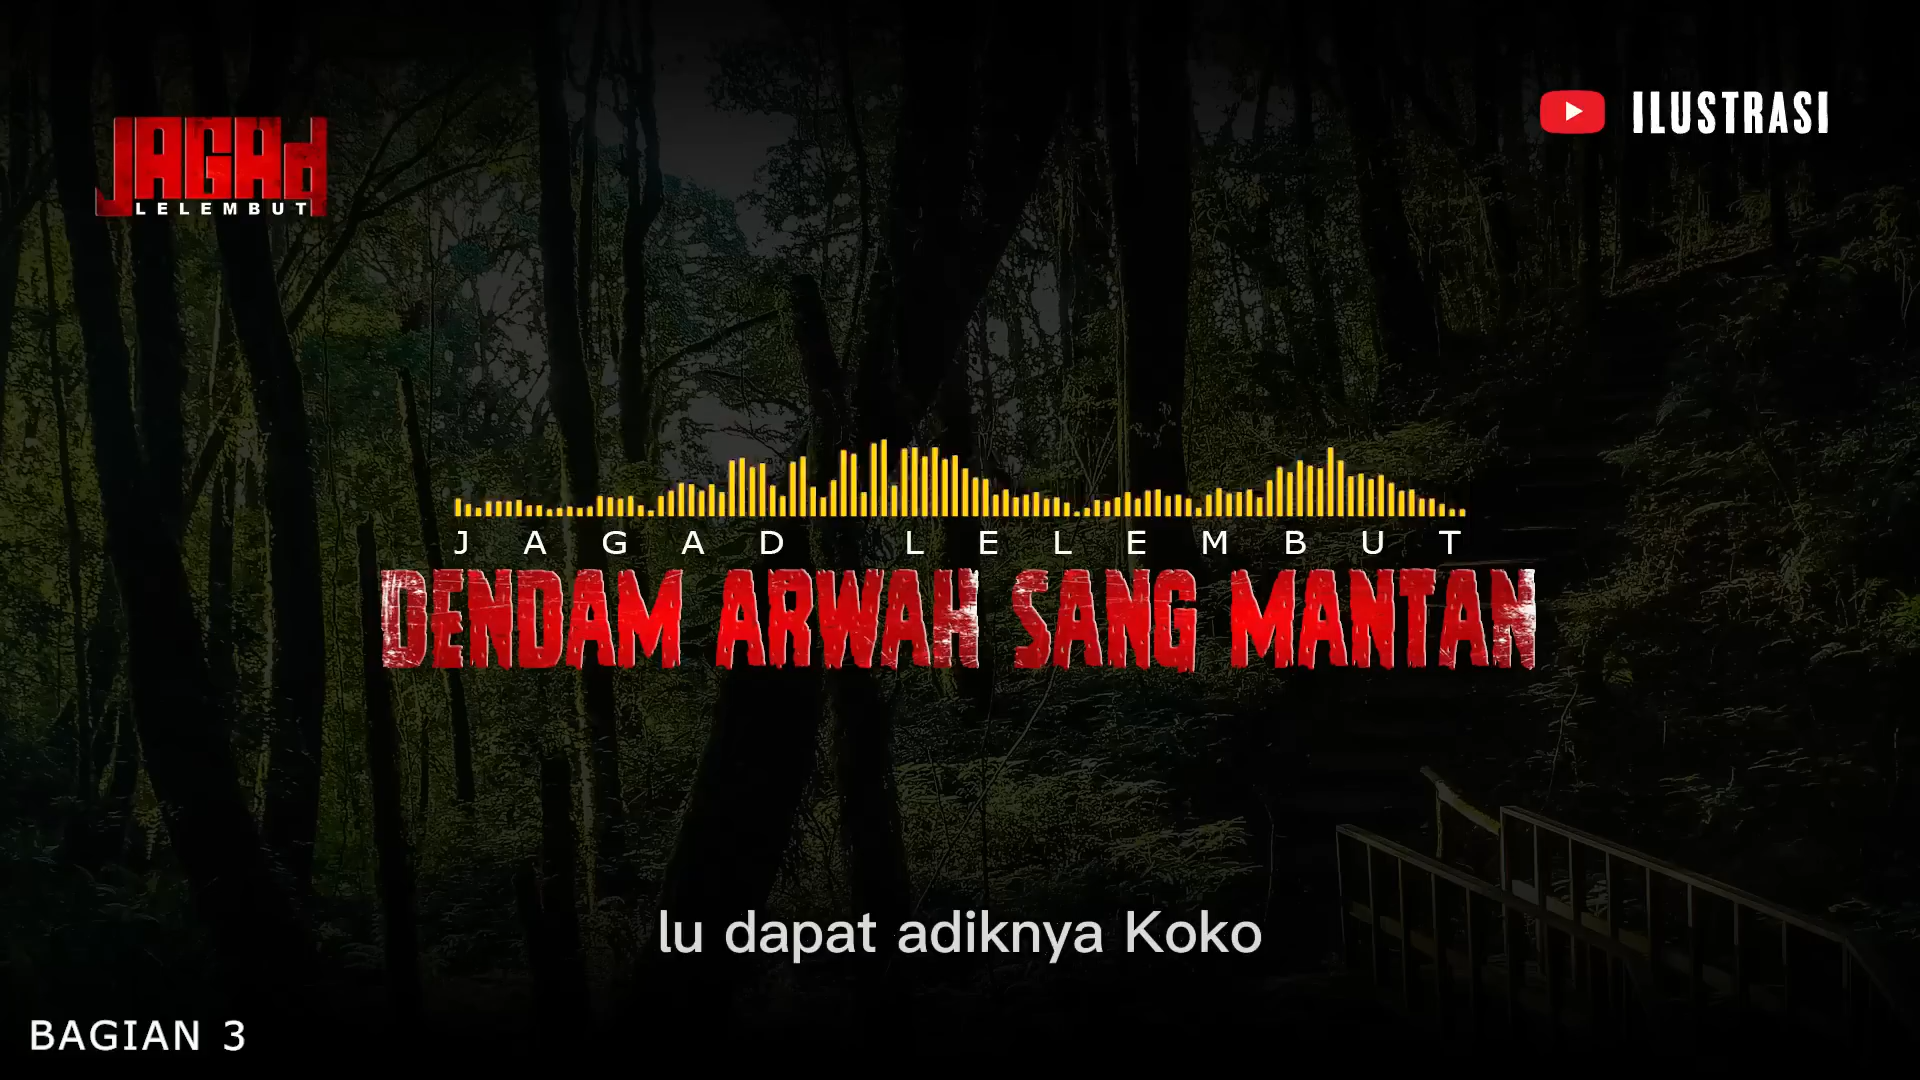 JAGAd
LELEMBUT
ILUSTRASI
JAGAD LELEMBUT
DENDAM ARWAH SANG MANTAN
lu dapat adiknya Koko
BAGIAN 3